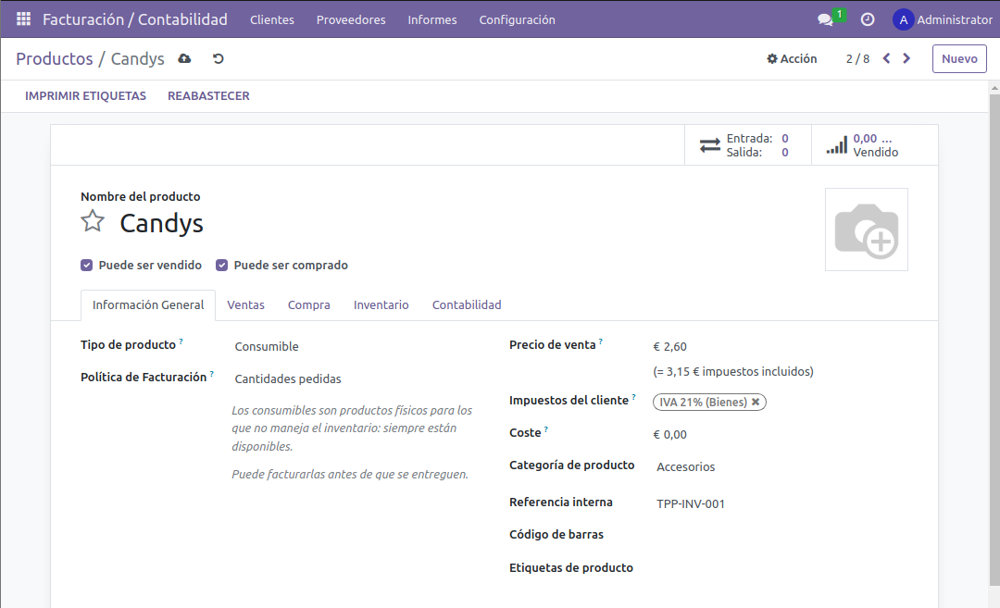 Facturación / Contabilidad Clientes Proveedores Informes Configuración 1 A Administrator
Productos / Candys Acción 2 / 8 Nuevo
IMPRIMIR ETIQUETAS REABASTECER
Entrada: 0 0,00 ...
Salida: 0 Vendido
Nombre del producto
Candys
Puede ser vendido Puede ser comprado
Información General Ventas Compra Inventario Contabilidad
Tipo de producto ? Consumible
Política de Facturación ? Cantidades pedidas
Los consumibles son productos físicos para los
que no maneja el inventario: siempre están
disponibles.
Puede facturarlas antes de que se entreguen.
Precio de venta ? € 2,60
(= 3,15 € impuestos incluidos)
Impuestos del cliente ? IVA 21% (Bienes)
Coste ? € 0,00
Categoría de producto Accesorios
Referencia interna TPP-INV-001
Código de barras
Etiquetas de producto